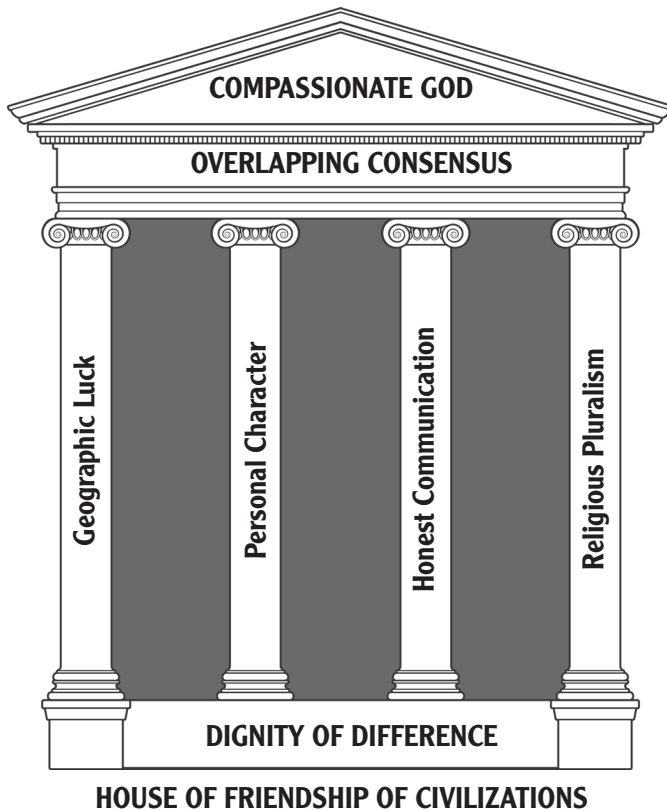 COMPASSIONATE GOD
OVERLAPPING CONSENSUS
Geographic Luck
Personal Character
Honest Communication
Religious Pluralism
DIGNITY OF DIFFERENCE
HOUSE OF FRIENDSHIP OF CIVILIZATIONS